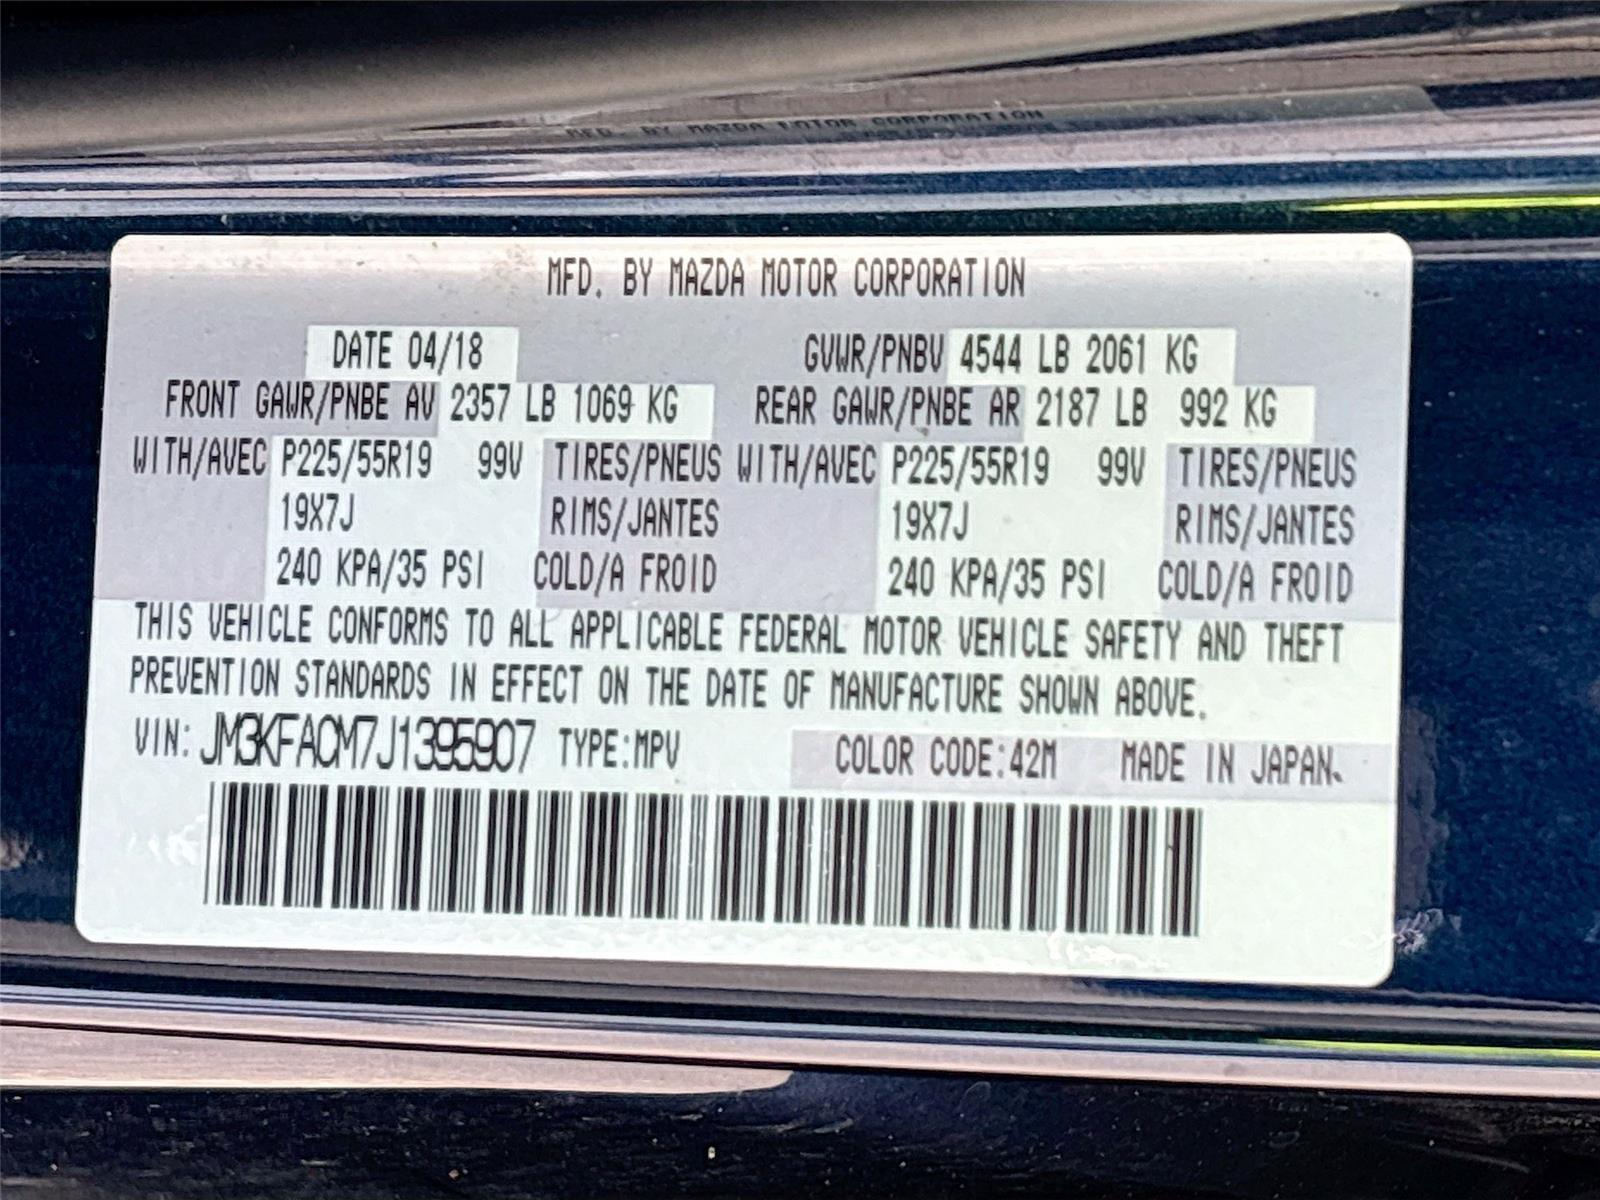 MFD. BY MAZDA MOTOR CORPORATION
MFD. BY MAZDA MOTOR CORPORATION
DATE 04/18 GVWR/PNBV 4544 LB 2061 KG
FRONT GAWR/PNBE AV 2357 LB 1069 KG REAR GAWR/PNBE AR 2187 LB 992 KG
WITH/AVEC P225/55R19 99V TIRES/PNEUS WITH/AVEC P225/55R19 99V TIRES/PNEUS
19X7J RIMS/JANTES 19X7J RIMS/JANTES
240 KPA/35 PSI COLD/A FROID 240 KPA/35 PSI COLD/A FROID
THIS VEHICLE CONFORMS TO ALL APPLICABLE FEDERAL MOTOR VEHICLE SAFETY AND THEFT
PREVENTION STANDARDS IN EFFECT ON THE DATE OF MANUFACTURE SHOWN ABOVE.
VIN: JM3KFACM7J1395907 TYPE:MPV COLOR CODE:42M MADE IN JAPAN.